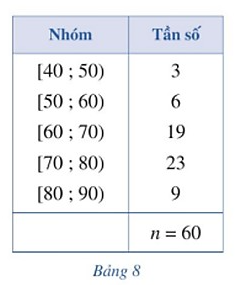 Nhóm Tần số
[40 ; 50) 3
[50 ; 60) 6
[60 ; 70) 19
[70 ; 80) 23
[80 ; 90) 9
n = 60
Bảng 8